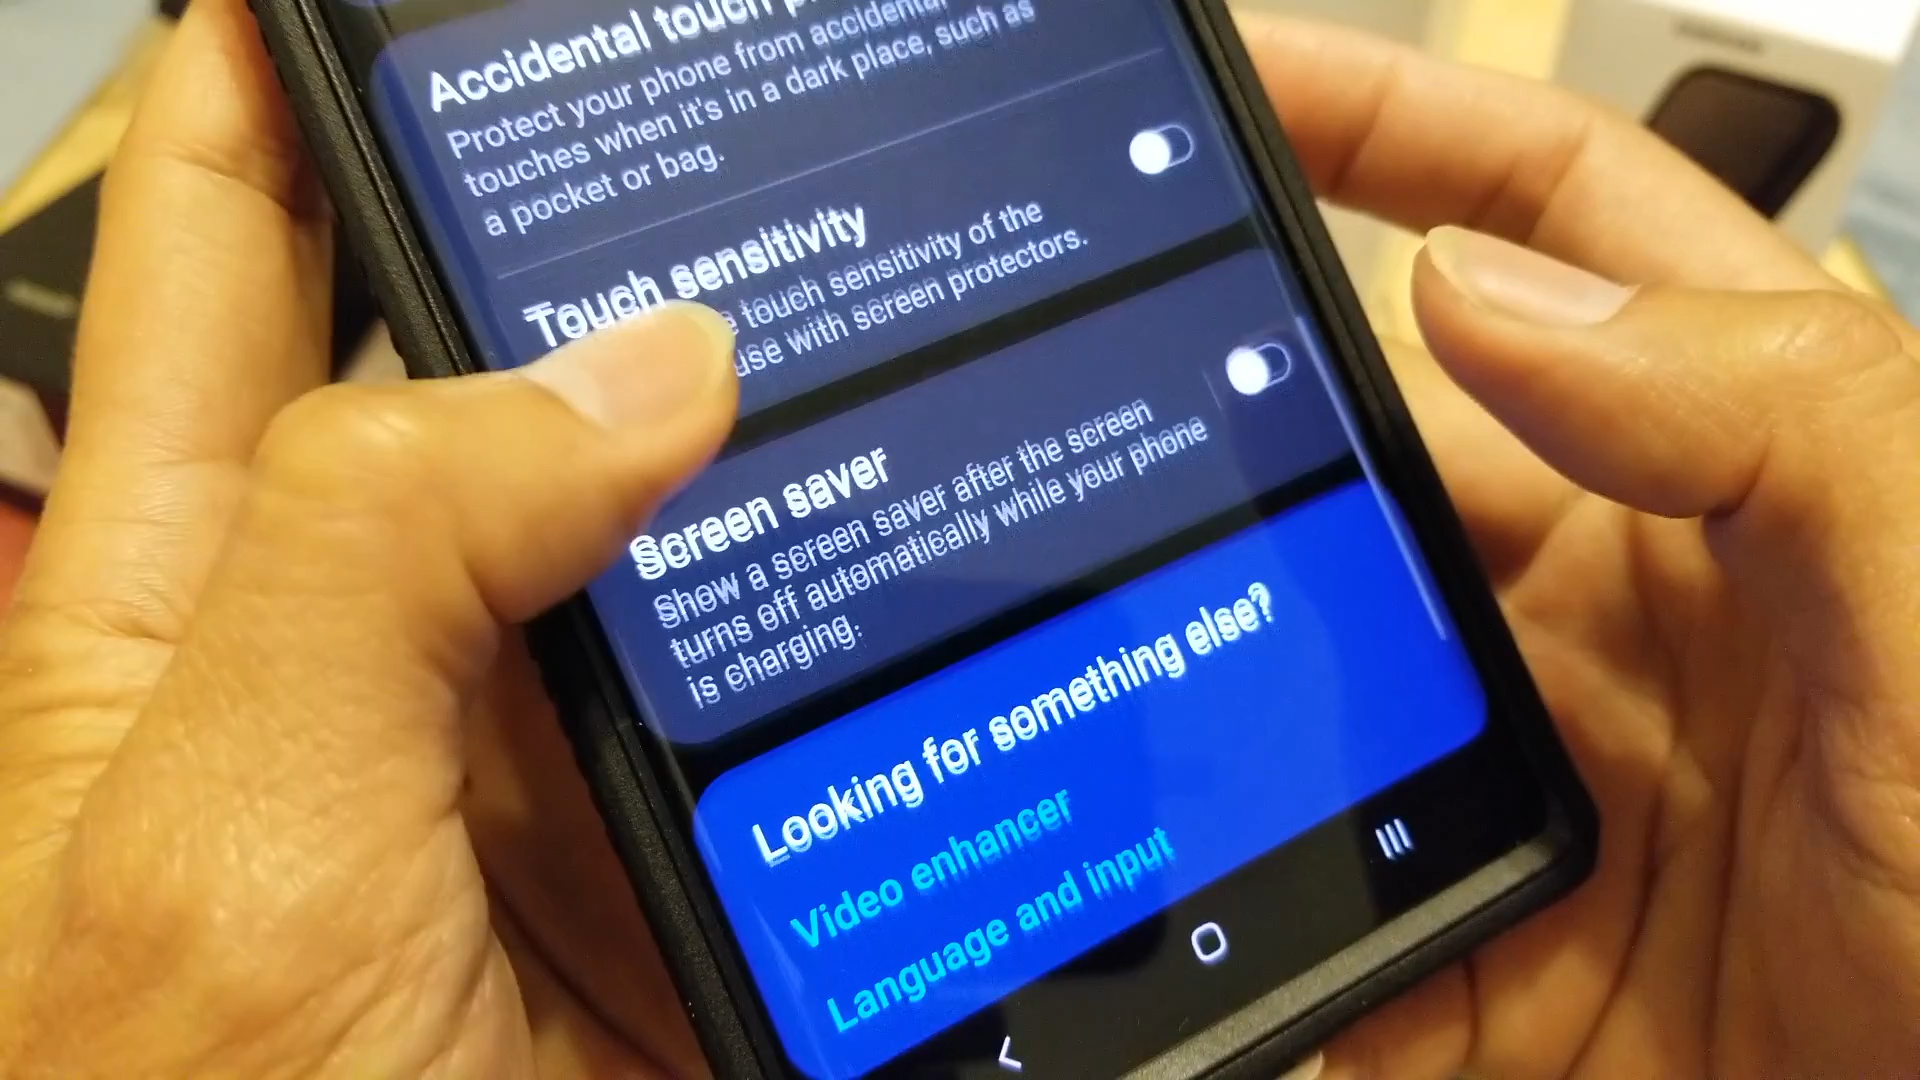 Accidental touch
Protect your phone from accidental
touches when it's in a dark place, such as
a pocket or bag.
Touch sensitivity
touch sensitivity of the
use with screen protectors.
Screen saver
Show a screen saver after the screen
turns off automatically while your phone
is charging.
Looking for something else?
Video enhancer
Language and input